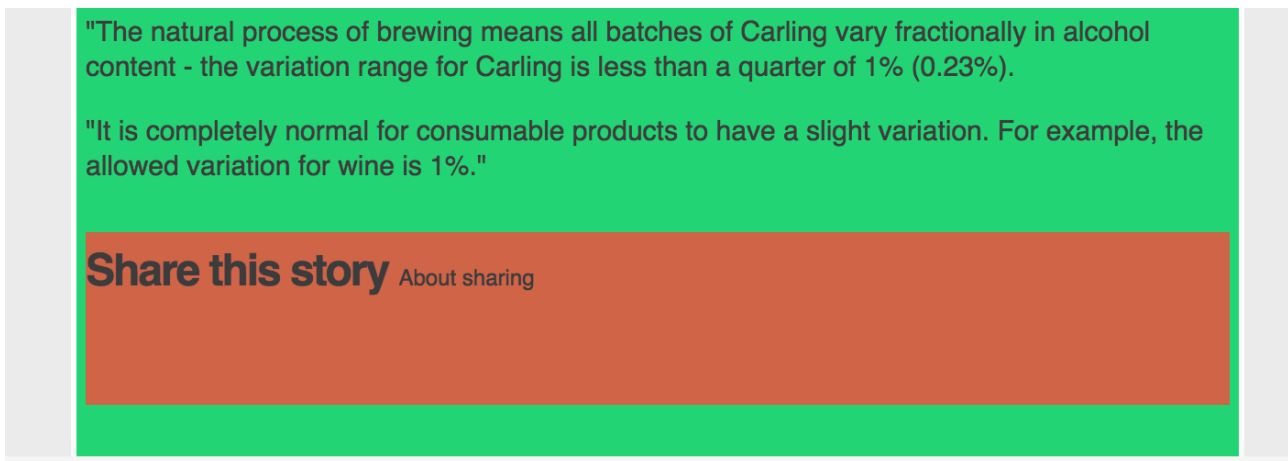 "The natural process of brewing means all batches of Carling vary fractionally in alcohol
content - the variation range for Carling is less than a quarter of 1% (0.23%).
"It is completely normal for consumable products to have a slight variation. For example, the
allowed variation for wine is 1%."
Share this story About sharing